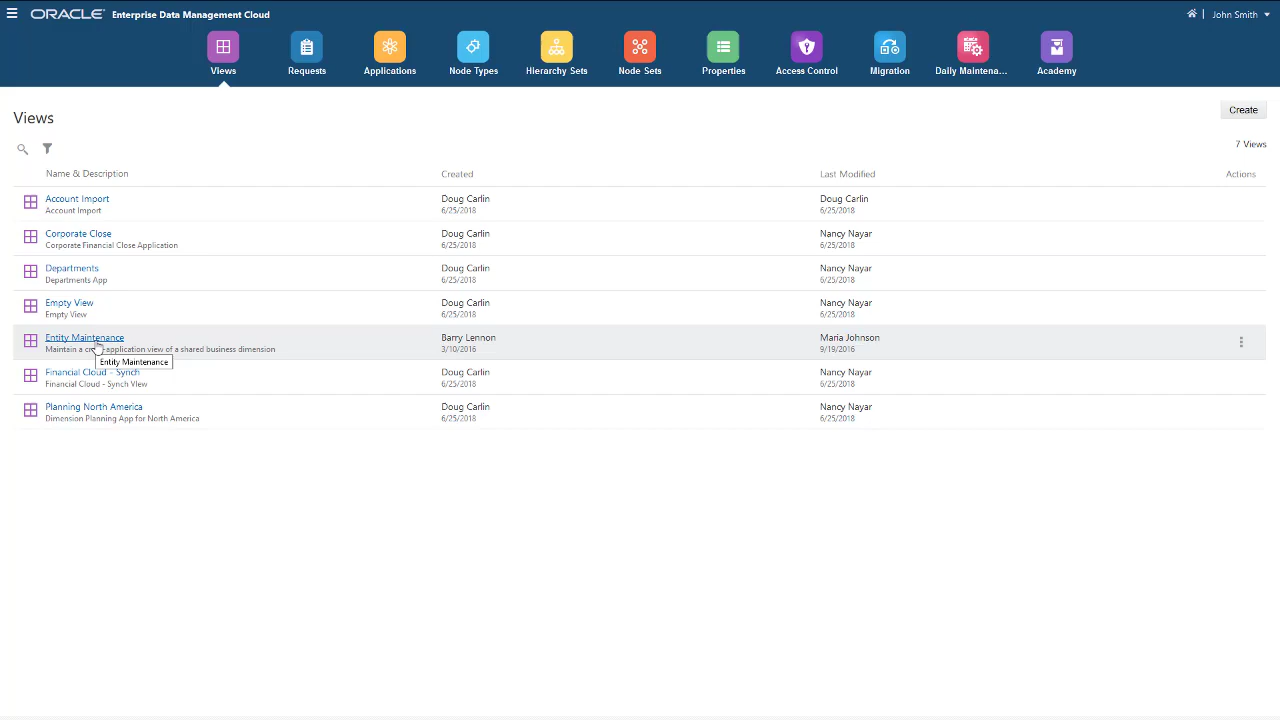 ORACLE Enterprise Data Management Cloud
John Smith
Views
Requests
Applications
Node Types
Hierarchy Sets
Node Sets
Properties
Access Control
Migration
Daily Maintena...
Academy
Views
Create
7 Views
Name & Description Created Last Modified Actions
Account Import Doug Carlin Doug Carlin
Account Import 6/25/2018 6/25/2018
Corporate Close Doug Carlin Nancy Nayar
Corporate Financial Close Application 6/25/2018 6/25/2018
Departments Doug Carlin Nancy Nayar
Departments App 6/25/2018 6/25/2018
Empty View Doug Carlin Nancy Nayar
Empty View 6/25/2018 6/25/2018
Entity Maintenance Barry Lennon Maria Johnson
Maintain a -application view of a shared business dimension 3/10/2016 9/19/2016
Entity Maintenance
Financial Cloud - Synch Doug Carlin Nancy Nayar
Financial Cloud - Synch VIew 6/25/2018 6/25/2018
Planning North America Doug Carlin Nancy Nayar
Dimension Planning App for North America 6/25/2018 6/25/2018